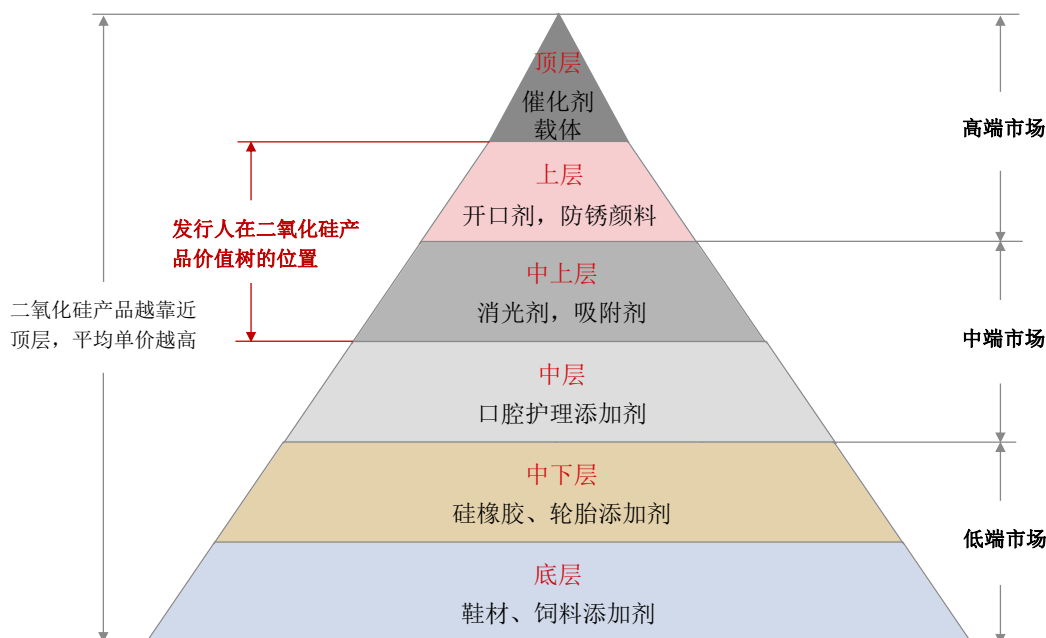 顶层
催化剂
载体
高端市场
上层
开口剂，防锈颜料
发行人在二氧化硅产
品价值树的位置
中上层
消光剂，吸附剂
二氧化硅产品越靠近
顶层，平均单价越高
中端市场
中层
口腔护理添加剂
中下层
硅橡胶、轮胎添加剂
低端市场
底层
鞋材、饲料添加剂